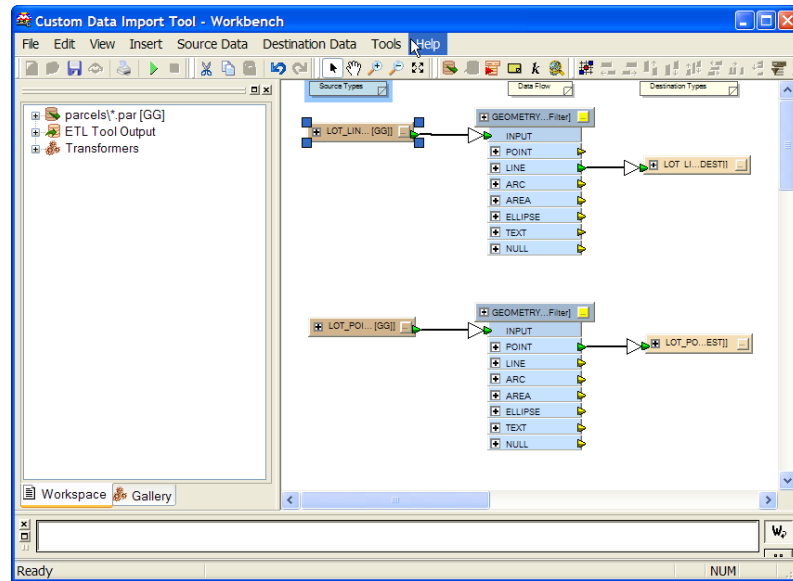 Custom Data Import Tool - Workbench
File Edit View Insert Source Data Destination Data Tools Help
Source Types
Data Flow
Destination Types
parcels\*.par [GG]
ETL Tool Output
Transformers
LOT_LIN... [GG]]
GEOMETRY...Filter]
INPUT
POINT
LINE
ARC
AREA
ELLIPSE
TEXT
NULL
LOT_LI...DEST]]
LOT_POI... [GG]]
GEOMETRY...Filter]
INPUT
POINT
LINE
ARC
AREA
ELLIPSE
TEXT
NULL
LOT_PO...EST]]
Workspace
Gallery
Ready
NUM